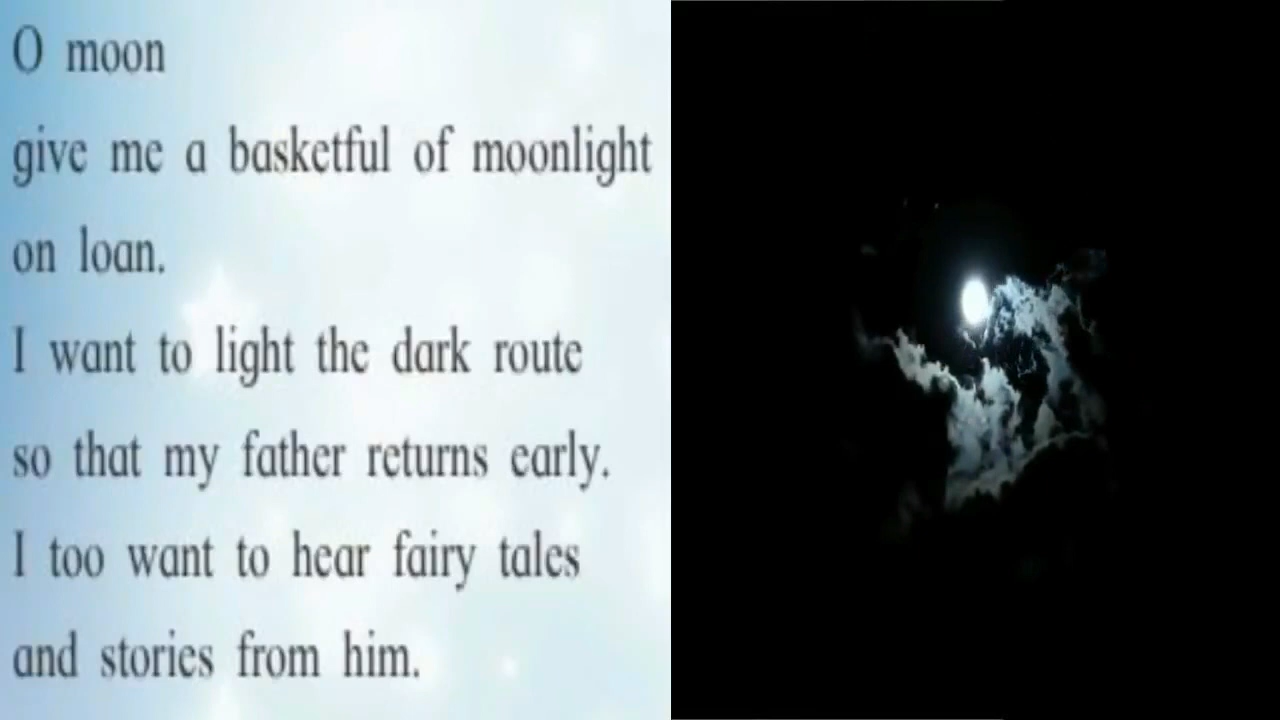 O moon
give me a basketful of moonlight
on loan.
I want to light the dark route
so that my father returns early.
I too want to hear fairy tales
and stories from him.